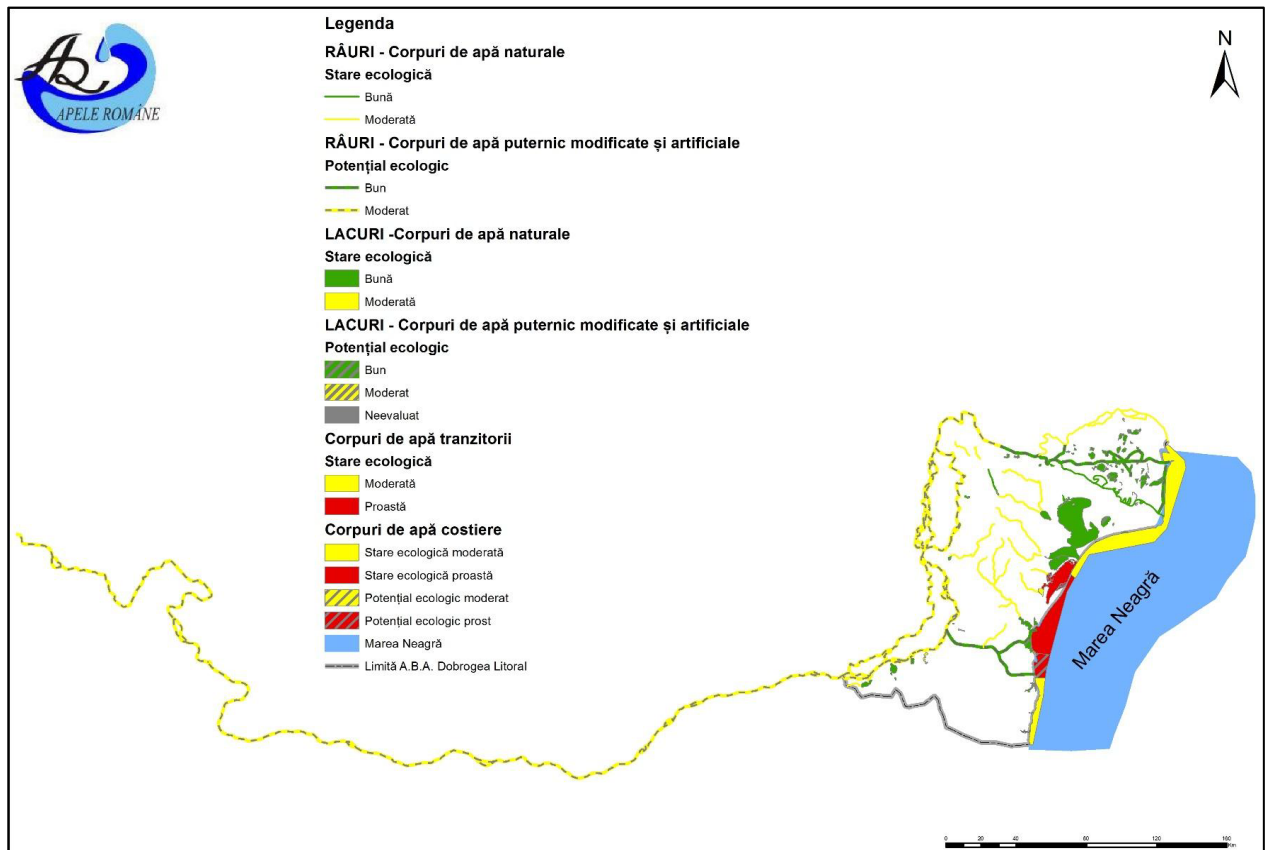 APELE ROMÂNE
Legenda
RÂURI - Corpuri de apă naturale
Stare ecologică
Bună
Moderată
RÂURI - Corpuri de apă puternic modificate și artificiale
Potențial ecologic
Bun
Moderat
LACURI -Corpuri de apă naturale
Stare ecologică
Bună
Moderată
LACURI - Corpuri de apă puternic modificate și artificiale
Potențial ecologic
Bun
Moderat
Neevaluat
Corpuri de apă tranzitorii
Stare ecologică
Moderată
Proastă
Corpuri de apă costiere
Stare ecologică moderată
Stare ecologică proastă
Potențial ecologic moderat
Potențial ecologic prost
Marea Neagră
Limită A.B.A. Dobrogea Litoral
N
Marea Neagră
0 20 40 80 120 160
Km